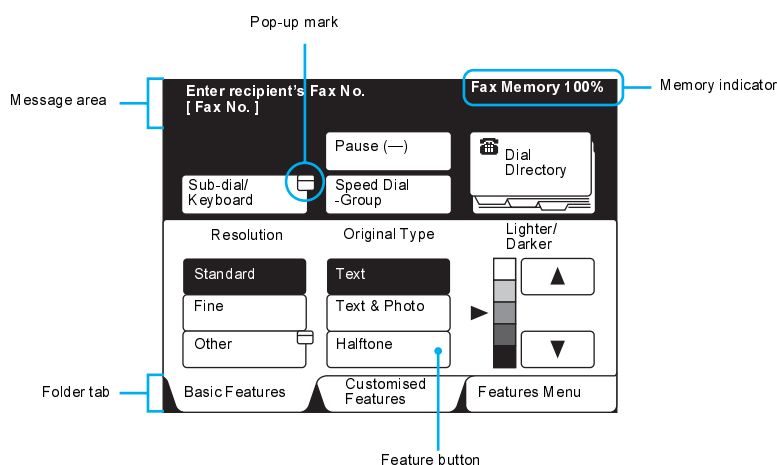 Pop-up mark
Message area
Enter recipient's Fax No.
[ Fax No. ]
Fax Memory 100%
Memory indicator
Pause (—)
Dial
DIrectory
Sub-dial/
Keyboard
Speed Dial
-Group
Resolution
Original Type
Lighter/
Darker
Standard
Text
Fine
Text & Photo
Other
Halftone
Folder tab
Basic Features
Customised
Features
Features Menu
Feature button